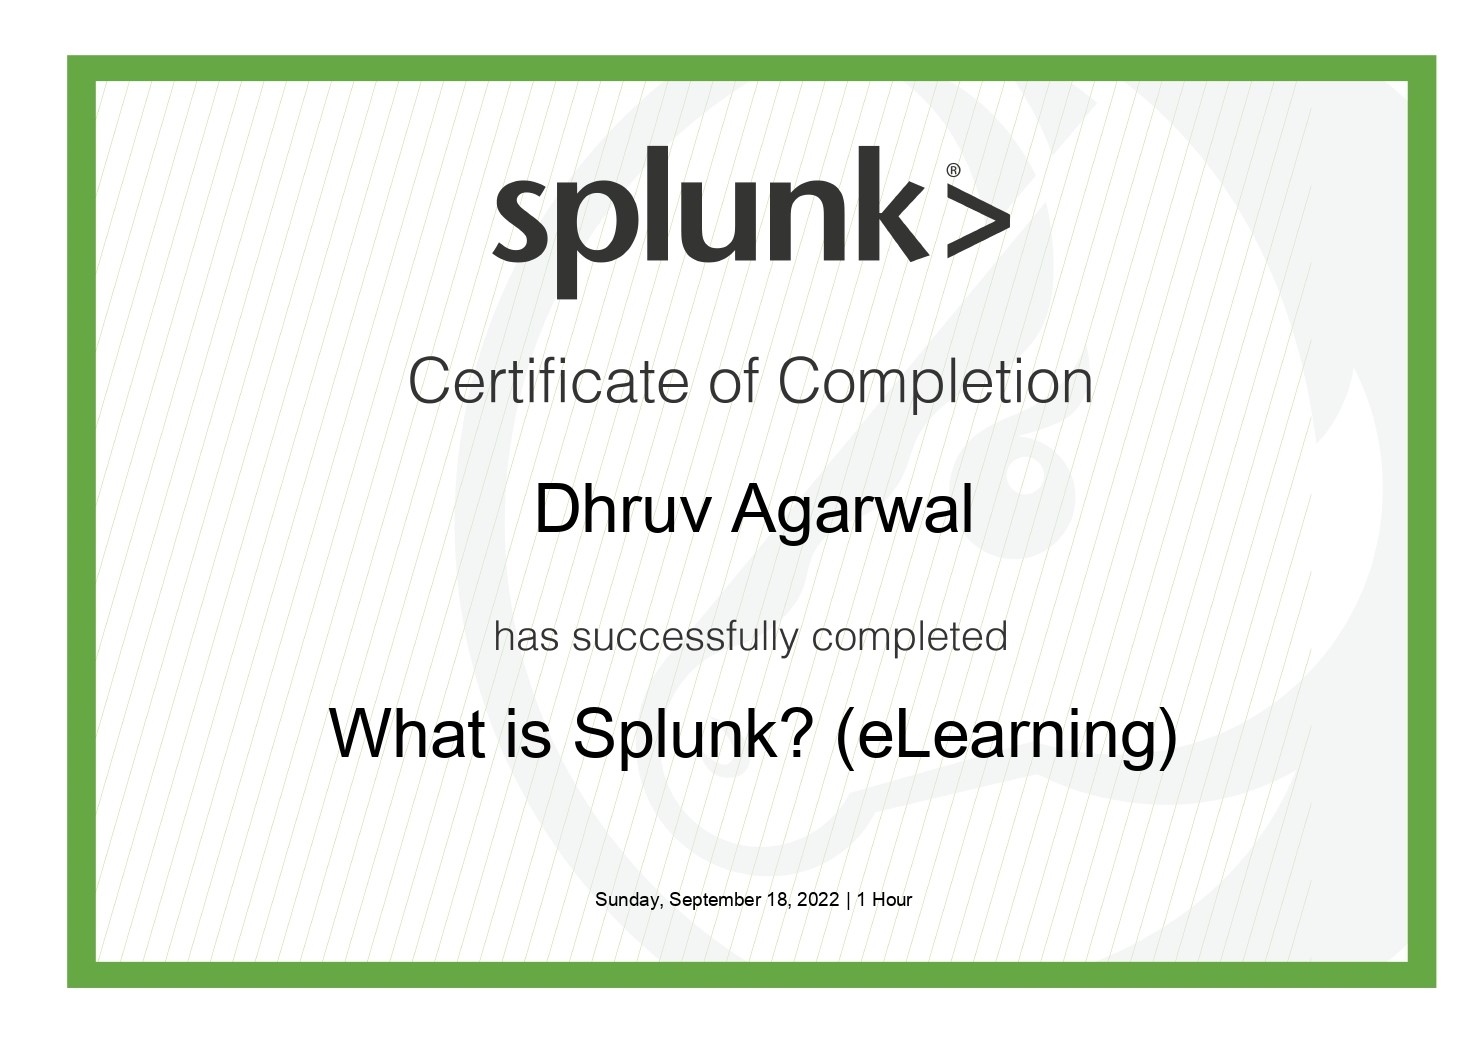 splunk>®
Certificate of Completion
Dhruv Agarwal
has successfully completed
What is Splunk? (eLearning)
Sunday, September 18, 2022 | 1 Hour